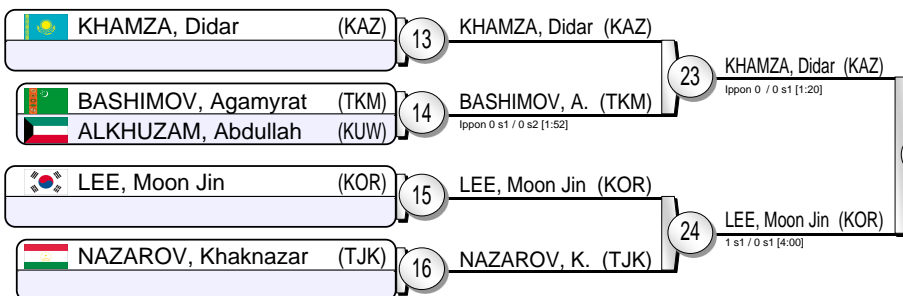 KHAMZA, Didar (KAZ)
13
KHAMZA, Didar (KAZ)
BASHIMOV, Agamyrat (TKM)
ALKHUZAM, Abdullah (KUW)
14
BASHIMOV, A. (TKM)
Ippon 0 s1 / 0 s2 [1:52]
23
KHAMZA, Didar (KAZ)
Ippon 0 / 0 s1 [1:20]
LEE, Moon Jin (KOR)
15
LEE, Moon Jin (KOR)
NAZAROV, Khaknazar (TJK)
16
NAZAROV, K. (TJK)
24
LEE, Moon Jin (KOR)
1 s1 / 0 s1 [4:00]